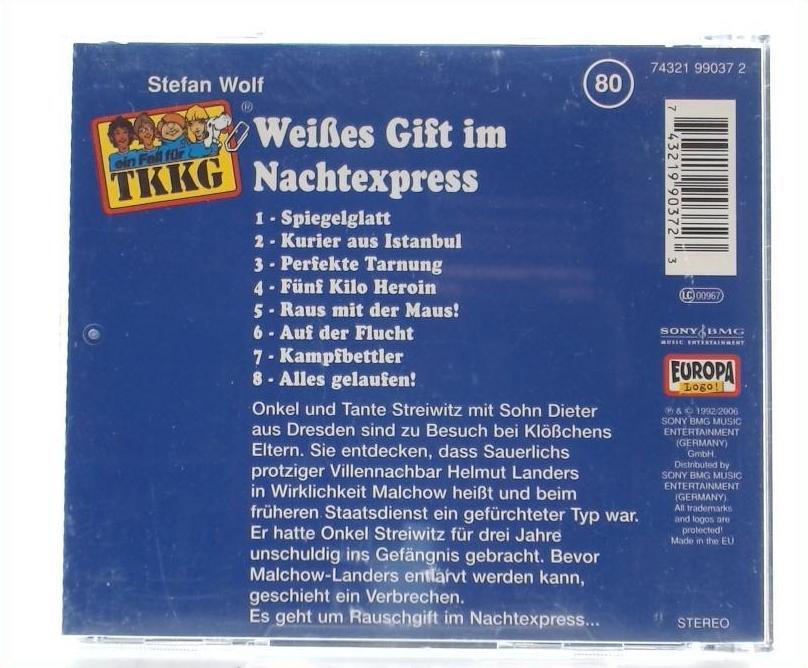 Stefan Wolf
80
74321 99037 2
ein Fall für
TKKG
®
Weißes Gift im
Nachtexpress
1 - Spiegelglatt
2 - Kurier aus Istanbul
3 - Perfekte Tarnung
4 - Fünf Kilo Heroin
5 - Raus mit der Maus!
6 - Auf der Flucht
7 - Kampfbettler
8 - Alles gelaufen!
Onkel und Tante Streiwitz mit Sohn Dieter
aus Dresden sind zu Besuch bei Klößchens
Eltern. Sie entdecken, dass Sauerlichs
protziger Villennachbar Helmut Landers
in Wirklichkeit Malchow heißt und beim
früheren Staatsdienst ein gefürchteter Typ war.
Er hatte Onkel Streiwitz für drei Jahre
unschuldig ins Gefängnis gebracht. Bevor
Malchow-Landers entlarvt werden kann,
geschieht ein Verbrechen.
Es geht um Rauschgift im Nachtexpress...
7 43219 90372 3
LC 00967
SONY BMG
MUSIC ENTERTAINMENT
EUROPA
Logo!
℗ & © 1992/2006
SONY BMG MUSIC
ENTERTAINMENT
(GERMANY)
GmbH.
Distributed by
SONY BMG MUSIC
ENTERTAINMENT
(GERMANY).
All trademarks
and logos are
protected!
Made in the EU
STEREO